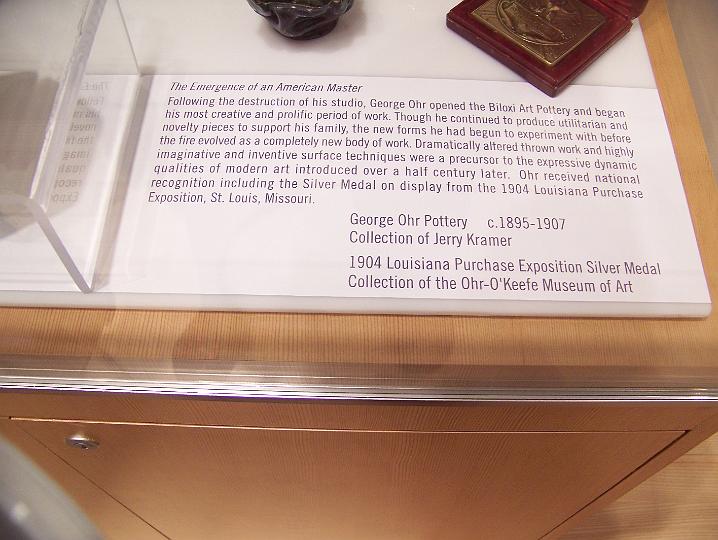 The Emergence of an American Master
Following the destruction of his studio, George Ohr opened the Biloxi Art Pottery and began
his most creative and prolific period of work. Though he continued to produce utilitarian and
novelty pieces to support his family, the new forms he had begun to experiment with before
the fire evolved as a completely new body of work. Dramatically altered thrown work and highly
imaginative and inventive surface techniques were a precursor to the expressive dynamic
qualities of modern art introduced over a half century later. Ohr received national
recognition including the Silver Medal on display from the 1904 Louisiana Purchase
Exposition, St. Louis, Missouri.
George Ohr Pottery c.1895-1907
Collection of Jerry Kramer
1904 Louisiana Purchase Exposition Silver Medal
Collection of the Ohr-O'Keefe Museum of Art